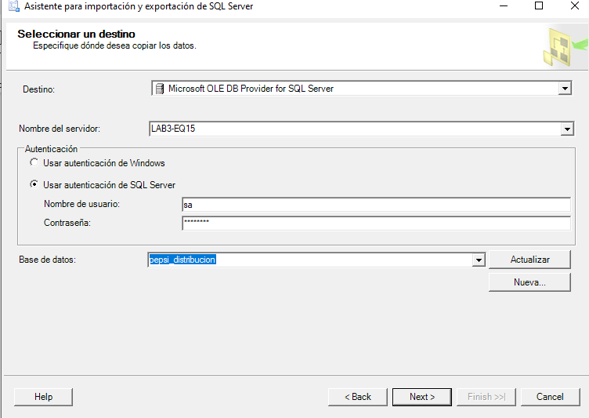 Asistente para importación y exportación de SQL Server
Seleccionar un destino
Especifique dónde desea copiar los datos.
Destino:
Microsoft OLE DB Provider for SQL Server
Nombre del servidor:
LAB3-EQ15
Autenticación
Usar autenticación de Windows
Usar autenticación de SQL Server
Nombre de usuario:
sa
Contraseña:
********
Base de datos:
pepsi_distribucion
Actualizar
Nueva...
Help
< Back
Next >
Finish >>|
Cancel